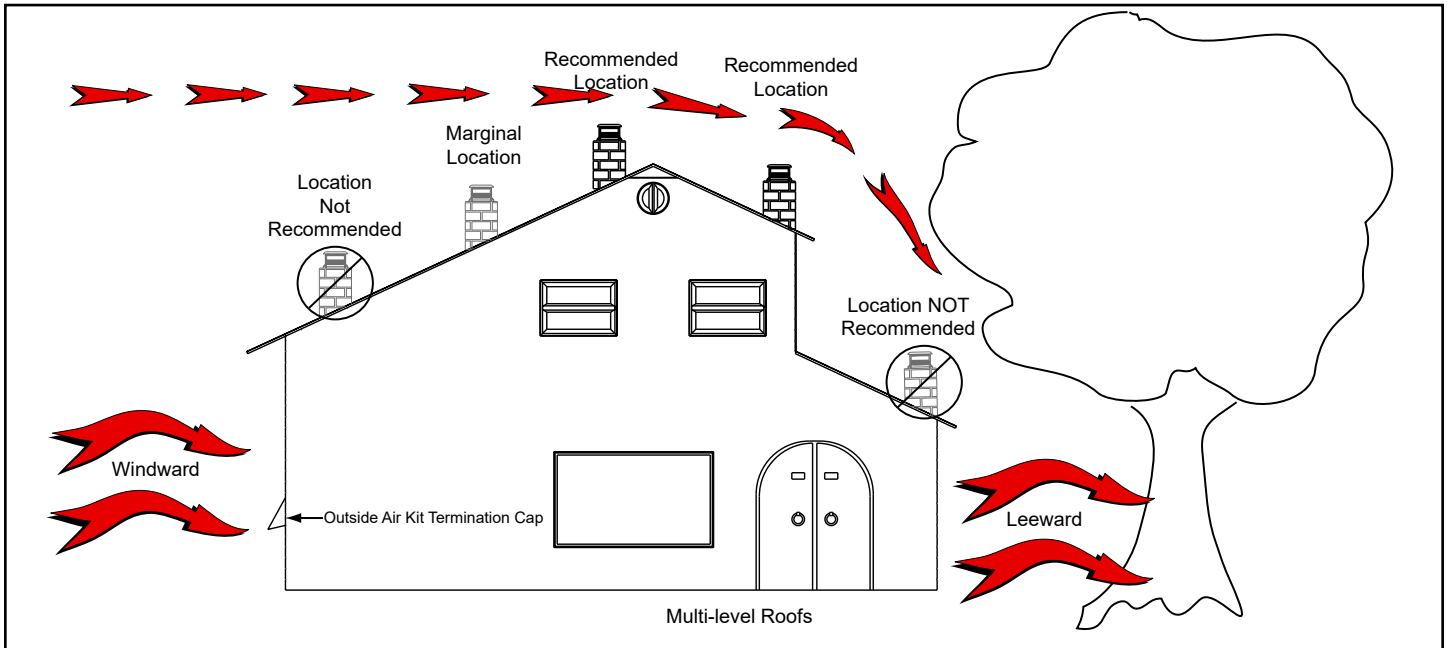 Recommended
Location
Recommended
Location
Marginal
Location
Location
Not
Recommended
Location NOT
Recommended
Windward
Outside Air Kit Termination Cap
Leeward
Multi-level Roofs